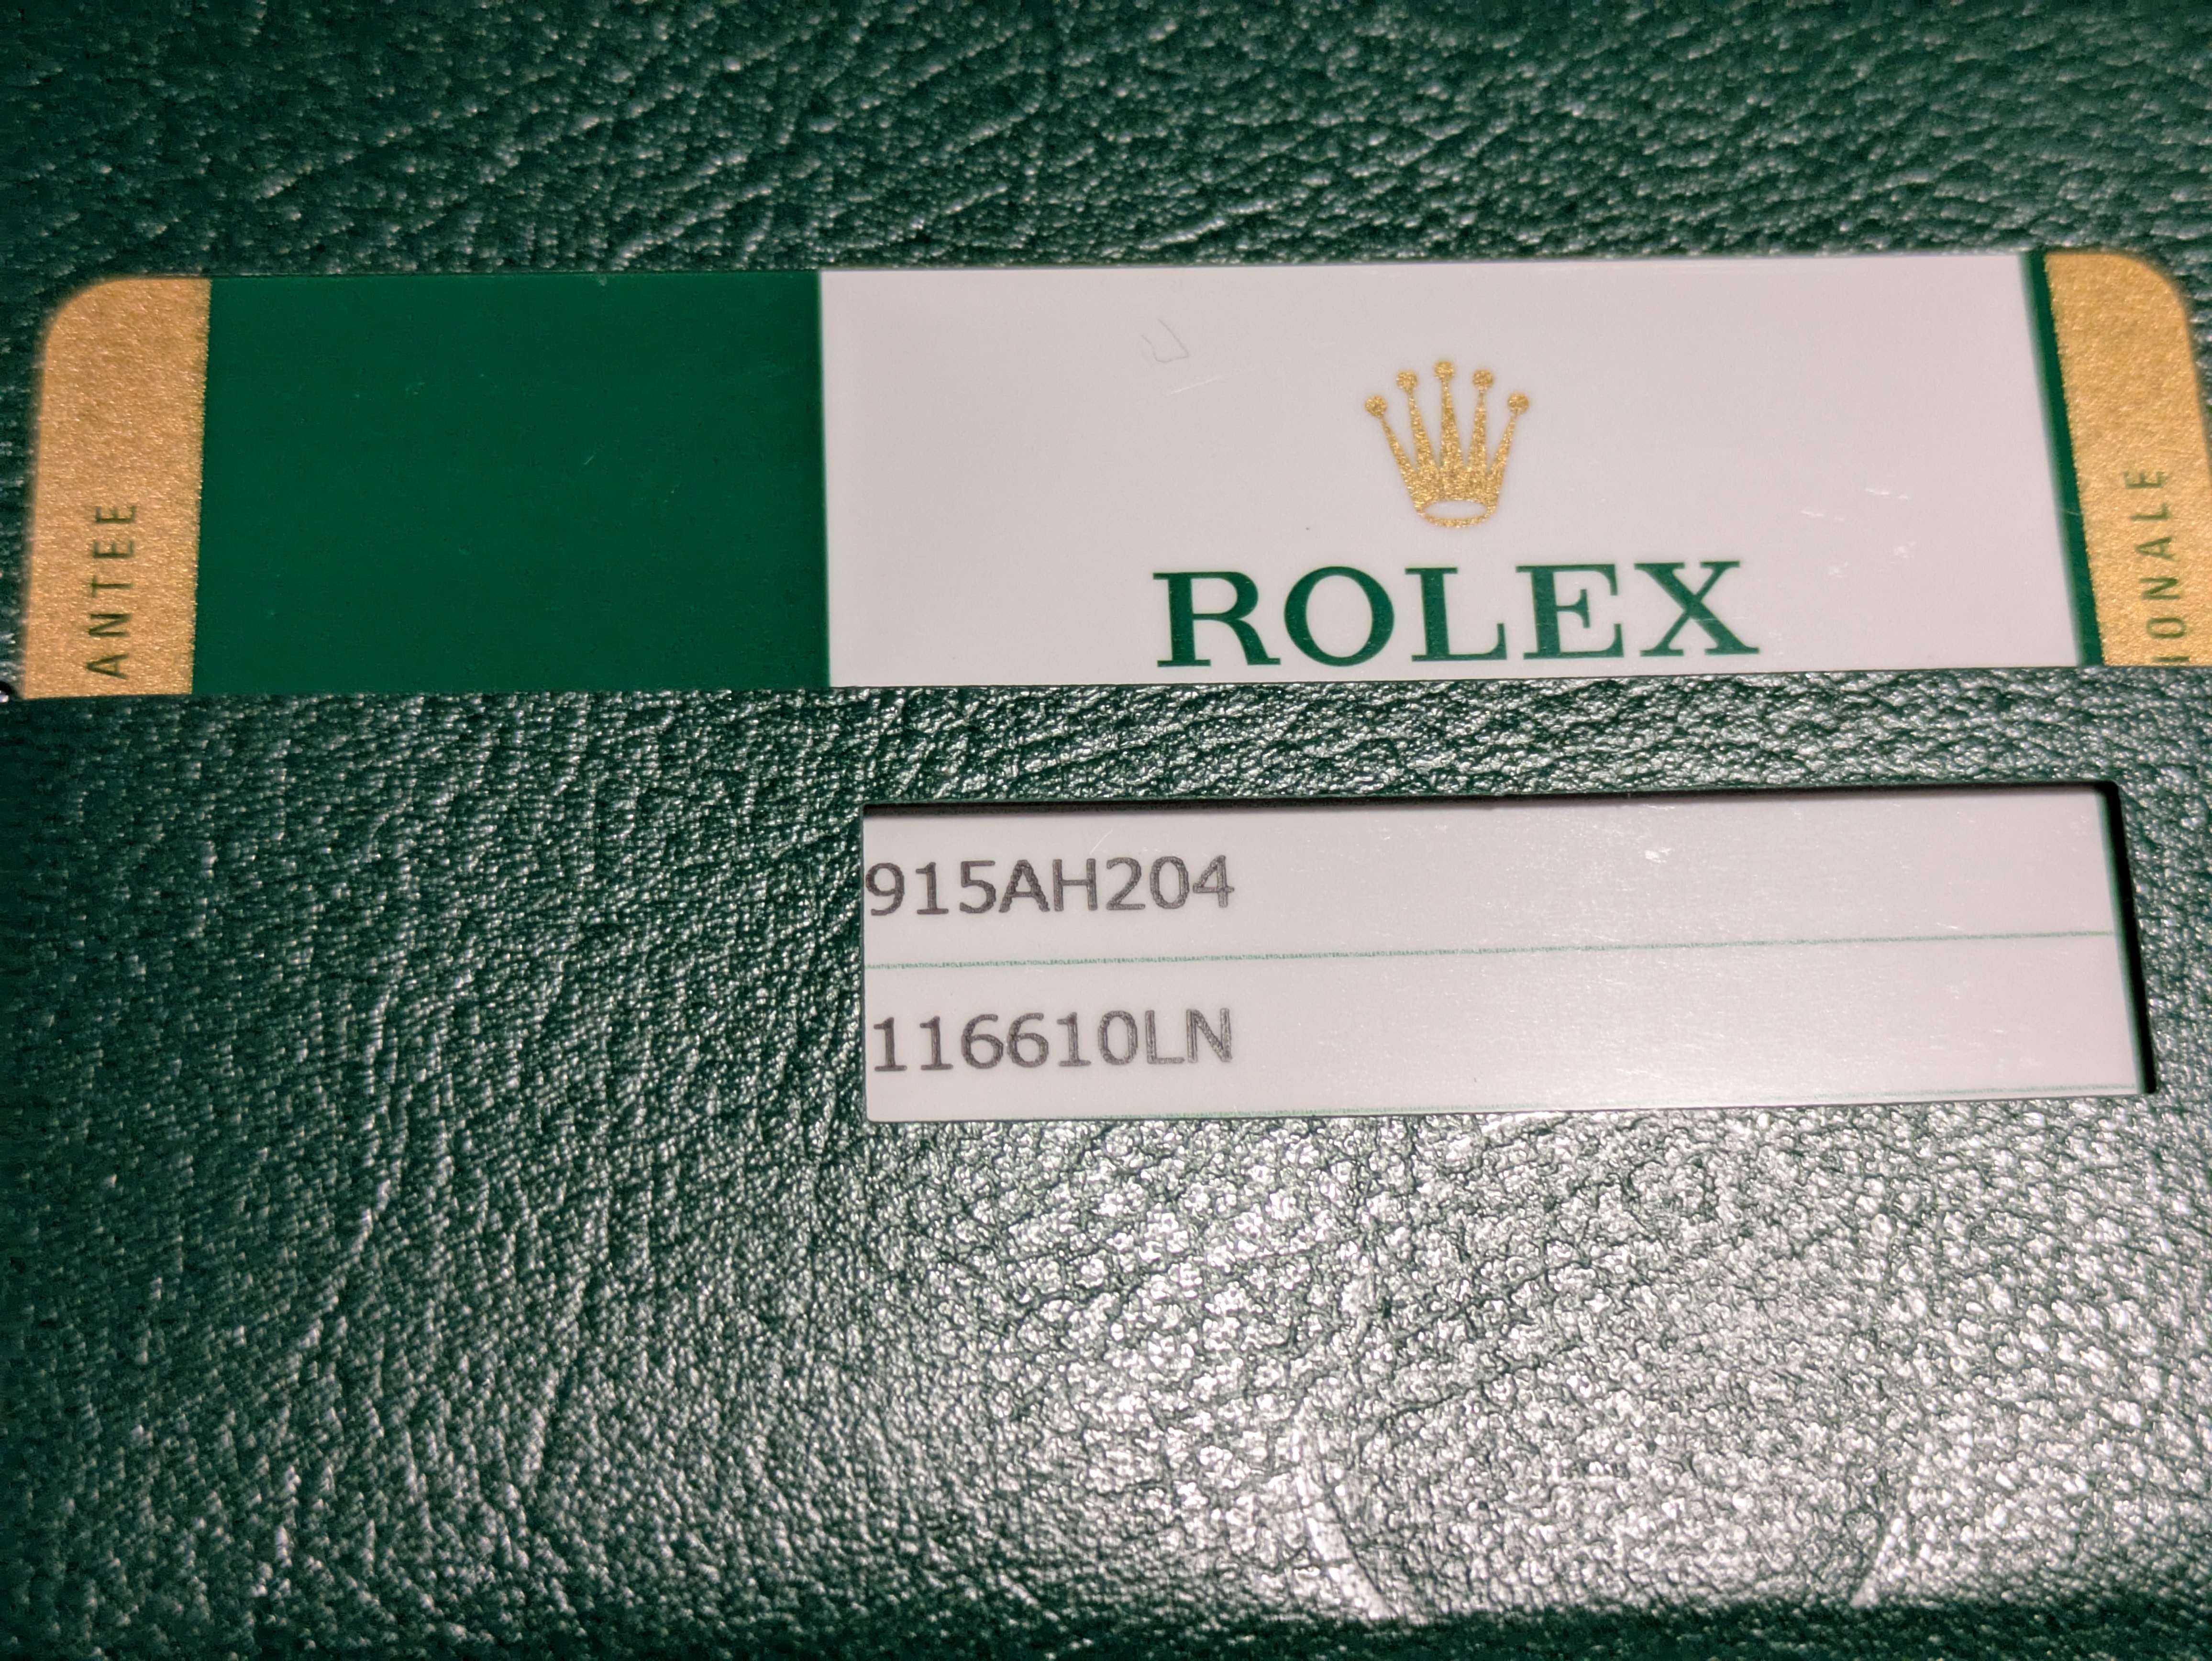 ANTEE
ROLEX
IONALE
915AH204
116610LN